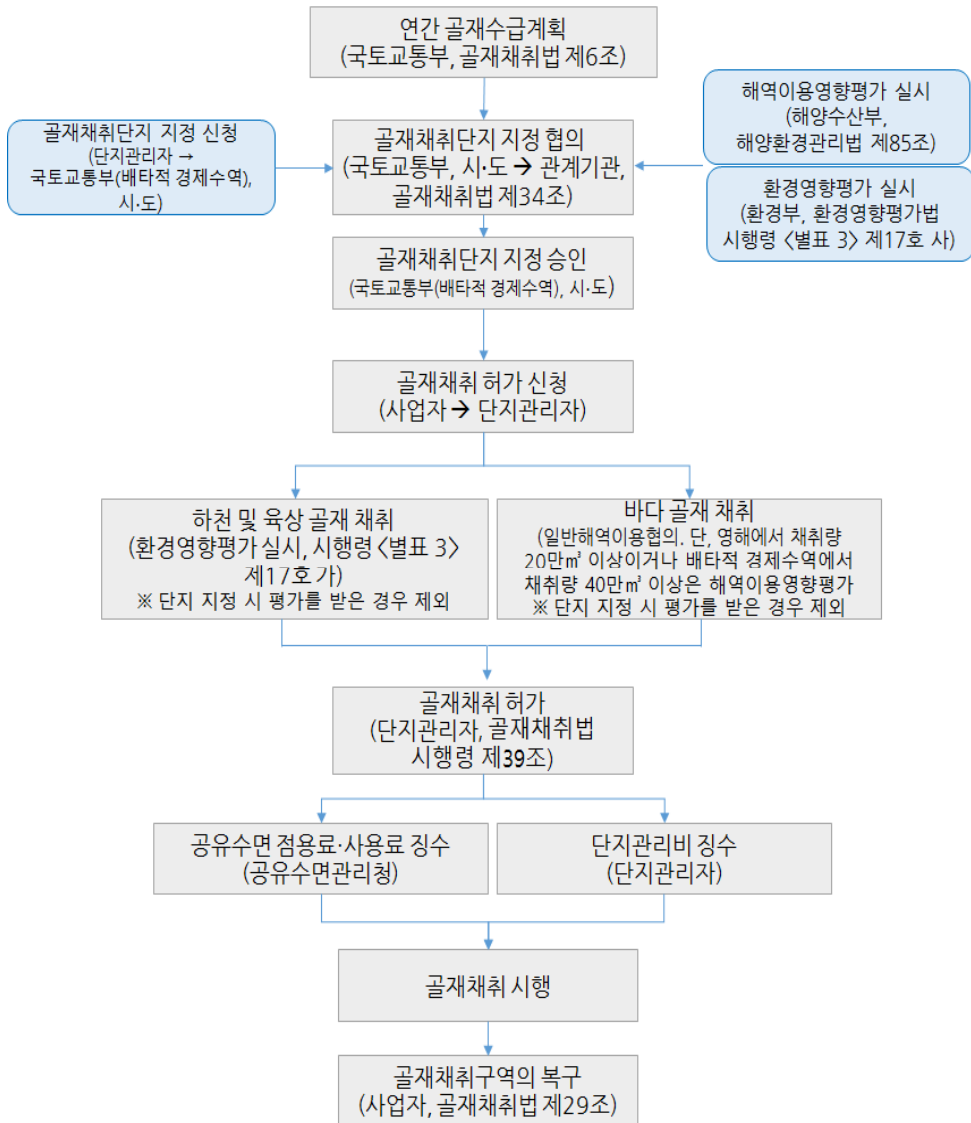 연간 골재수급계획
(국토교통부, 골재채취법 제6조)
골재채취단지 지정 신청
(단지관리자 →
국토교통부(배타적 경제수역),
시·도)
골재채취단지 지정 협의
(국토교통부, 시·도 → 관계기관,
골재채취법 제34조)
해역이용영향평가 실시
(해양수산부,
해양환경관리법 제85조)
환경영향평가 실시
(환경부, 환경영향평가법
시행령 <별표 3> 제17호 사)
골재채취단지 지정 승인
(국토교통부(배타적 경제수역), 시·도)
골재채취 허가 신청
(사업자 → 단지관리자)
하천 및 육상 골재 채취
(환경영향평가 실시, 시행령 <별표 3>
제17호 가)
※ 단지 지정 시 평가를 받은 경우 제외
바다 골재 채취
(일반해역이용협의. 단, 영해에서 채취량
20만㎥ 이상이거나 배타적 경제수역에서
채취량 40만㎥ 이상은 해역이용영향평가
※ 단지 지정 시 평가를 받은 경우 제외
골재채취 허가
(단지관리자, 골재채취법
시행령 제39조)
공유수면 점용료·사용료 징수
(공유수면관리청)
단지관리비 징수
(단지관리자)
골재채취 시행
골재채취구역의 복구
(사업자, 골재채취법 제29조)